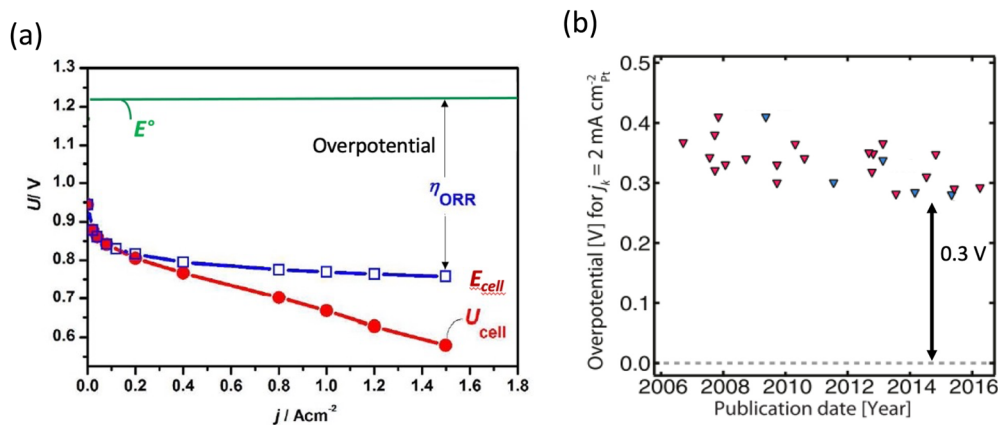 (a)
1.3
1.2
1.1
1.0
0.9
0.8
0.7
0.6
U/ V
E°
Overpotential
ηORR
Ecell
Ucell
0.0 0.2 0.4 0.6 0.8 1.0 1.2 1.4 1.6 1.8
j / Acm⁻²
(b)
0.5
0.4
0.3
0.2
0.1
0.0
Overpotential [V] for jk = 2 mA cm⁻²Pt
0.3 V
2006 2008 2010 2012 2014 2016
Publication date [Year]